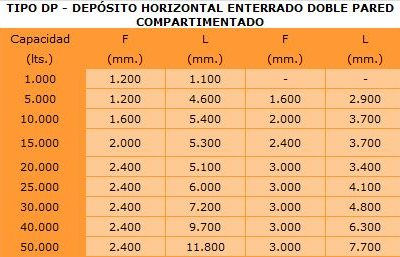 TIPO DP - DEPÓSITO HORIZONTAL ENTERRADO DOBLE PARED
COMPARTIMENTADO
Capacidad F L F L
(lts.) (mm.) (mm.) (mm.) (mm.)
1.000 1.200 1.100 - -
5.000 1.200 4.600 1.600 2.900
10.000 1.600 5.400 2.000 3.700
15.000 2.000 5.300 2.400 3.700
20.000 2.400 5.100 3.000 3.400
25.000 2.400 6.000 3.000 4.100
30.000 2.400 7.200 3.000 4.800
40.000 2.400 9.700 3.000 6.300
50.000 2.400 11.800 3.000 7.700